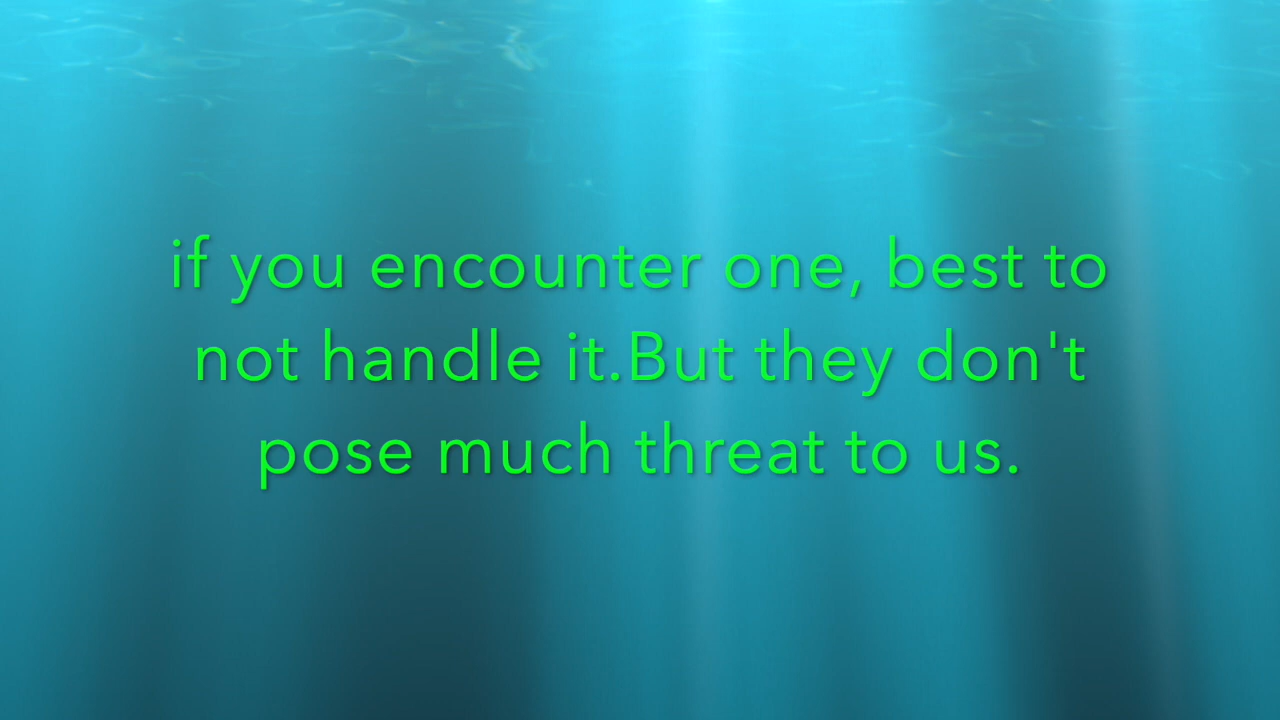 if you encounter one, best to
not handle it.But they don't
pose much threat to us.